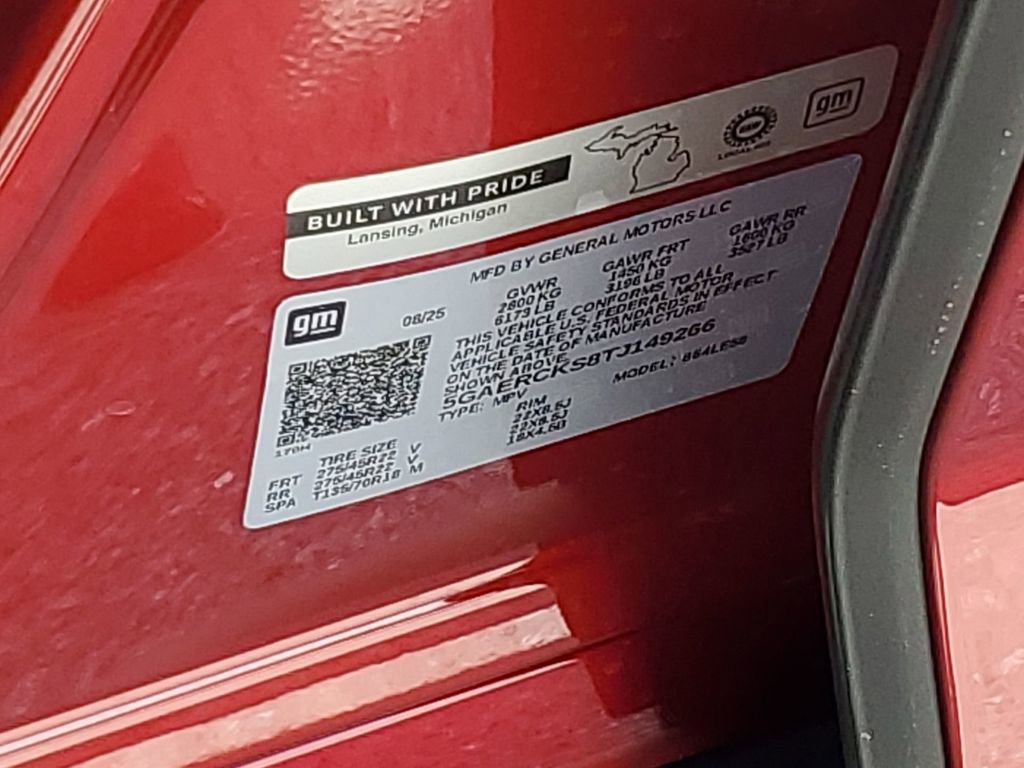 BUILT WITH PRIDE
Lansing, Michigan
LOCAL 602
gm
gm
08/25
MFD BY GENERAL MOTORS LLC
GVWR GAWR FRT GAWR RR
2800 KG 1450 KG 1600 KG
6173 LB 3196 LB 3527 LB
THIS VEHICLE CONFORMS TO ALL
APPLICABLE U.S. FEDERAL MOTOR
VEHICLE SAFETY STANDARDS IN EFFECT
ON THE DATE OF MANUFACTURE
SHOWN ABOVE.
5GAERCKS8TJ149266
TYPE: MPV MODEL:
TIRE SIZE RIM
FRT 275/45R22 V 22X8.5J
RR 275/45R22 V 22X8.5J
SPA T135/70R18 M 18X4.5B